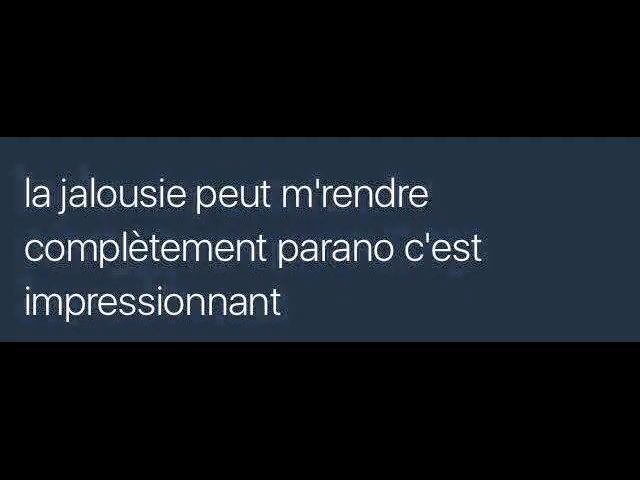 la jalousie peut m'rendre
complètement parano c'est
impressionnant